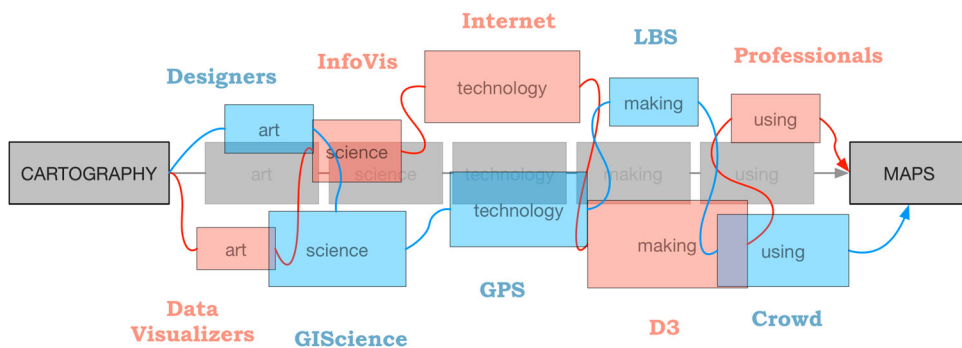 Internet
LBS
InfoVis
Professionals
Designers
technology
making
art
using
science
CARTOGRAPHY
art
science
technology
making
using
MAPS
technology
art
science
making
using
GPS
Data
Visualizers
GIScience
D3
Crowd